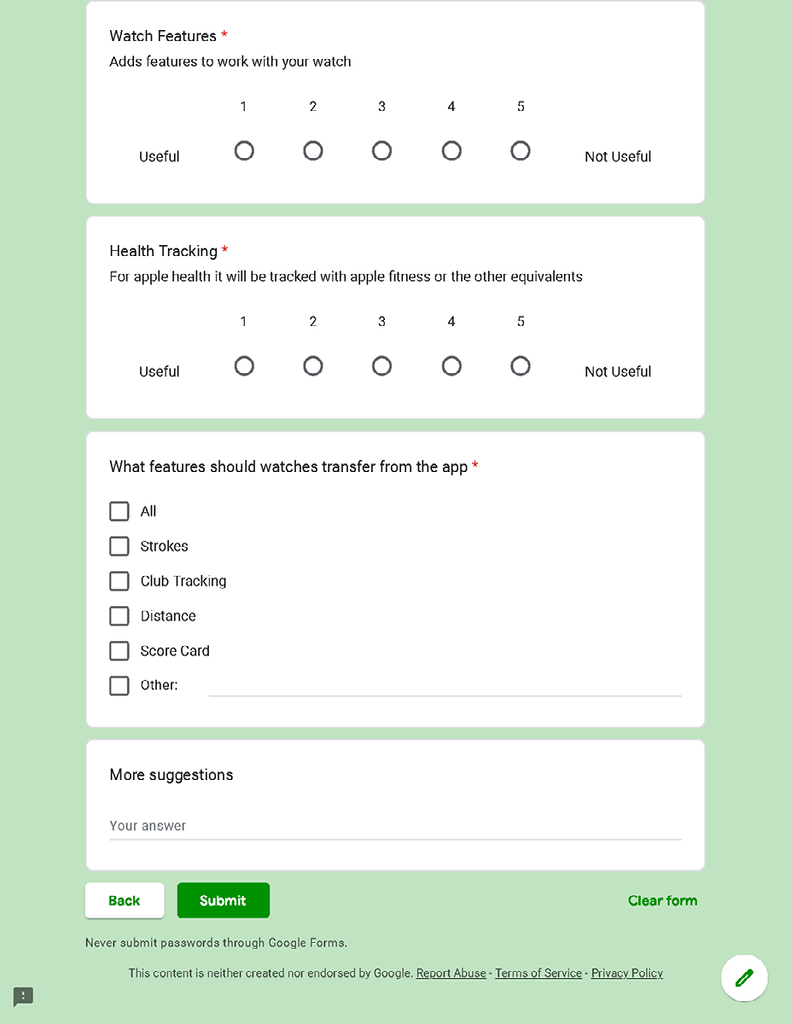 Watch Features *
Adds features to work with your watch
1 2 3 4 5
Useful Not Useful
Health Tracking *
For apple health it will be tracked with apple fitness or the other equivalents
1 2 3 4 5
Useful Not Useful
What features should watches transfer from the app *
All
Strokes
Club Tracking
Distance
Score Card
Other:
More suggestions
Your answer
Back Submit Clear form
Never submit passwords through Google Forms.
This content is neither created nor endorsed by Google. Report Abuse - Terms of Service - Privacy Policy